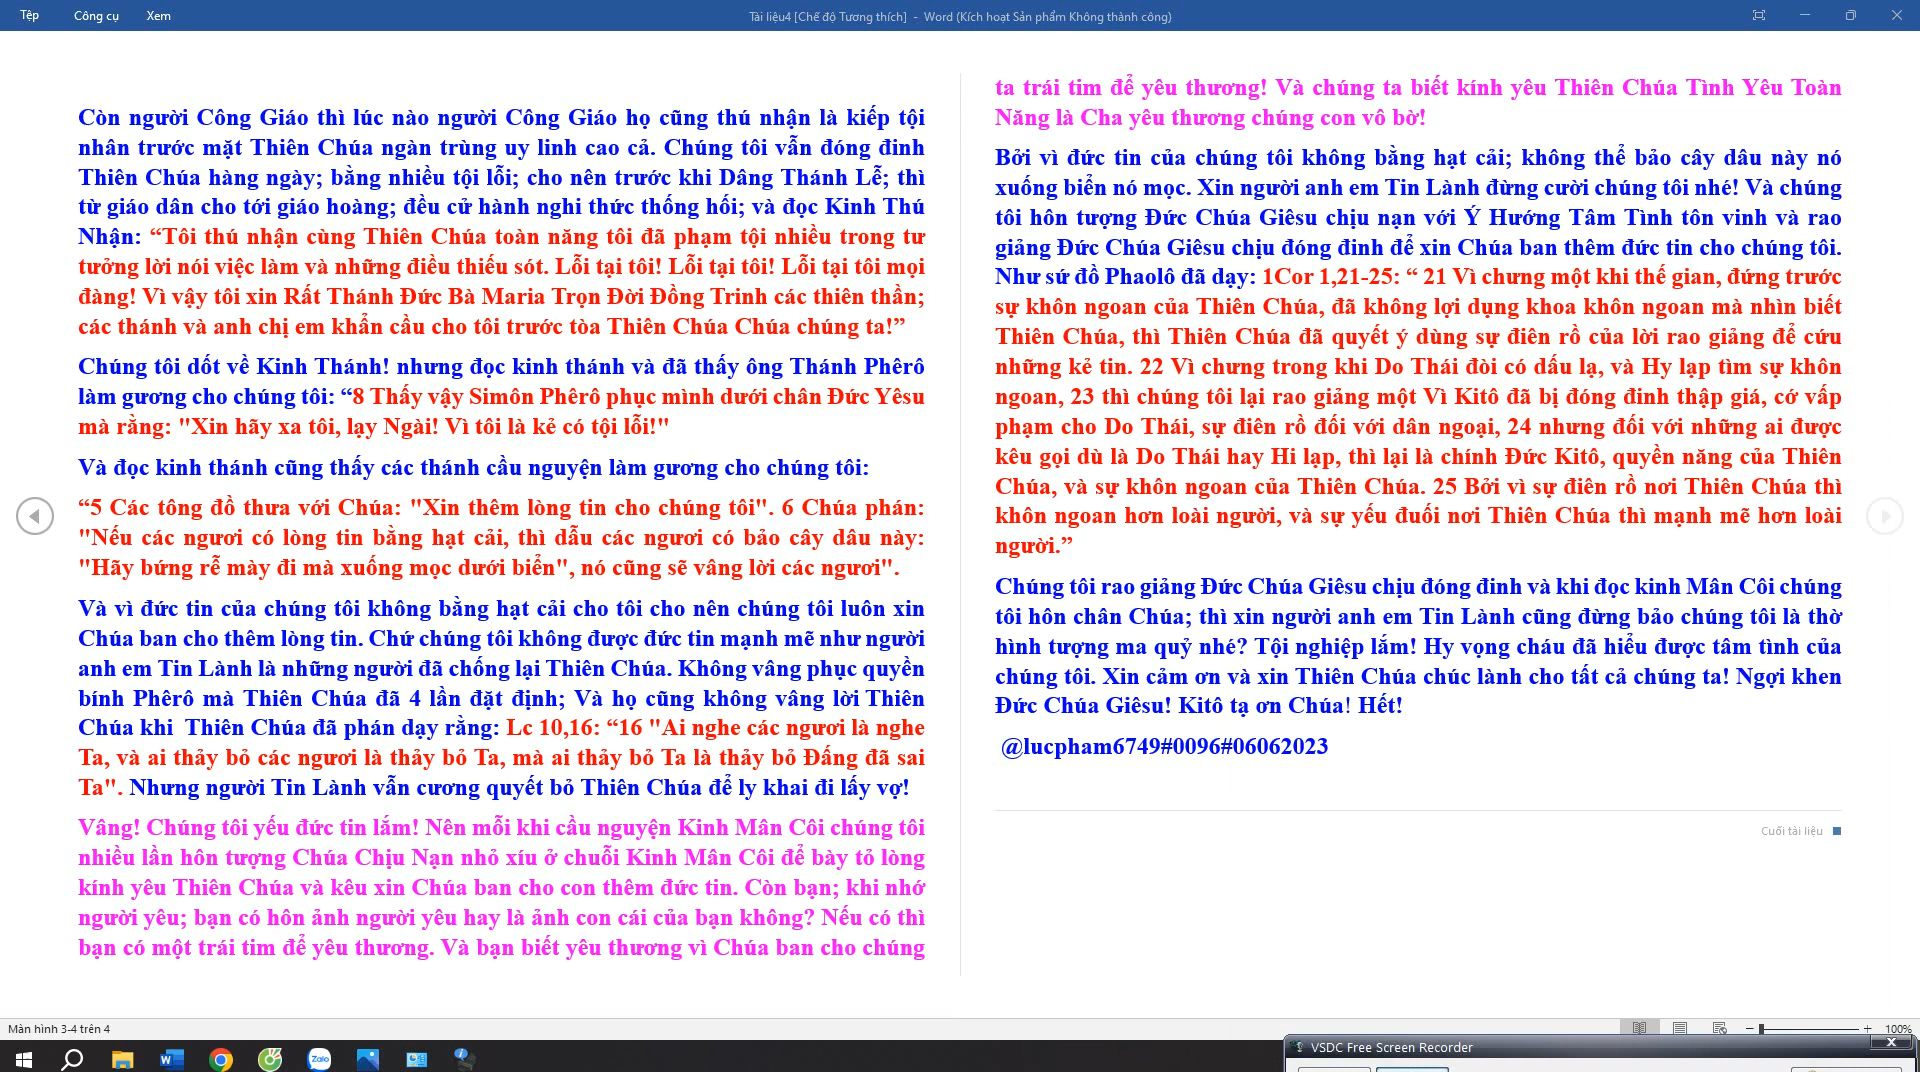 Tệp Công cụ Xem Tài liệu4 [Chế độ Tương thích] - Word (Kích hoạt Sản phẩm Không thành công)
Còn người Công Giáo thì lúc nào người Công Giáo họ cũng thú nhận là kiếp tội
nhân trước mặt Thiên Chúa ngàn trùng uy linh cao cả. Chúng tôi vẫn đóng đinh
Thiên Chúa hàng ngày; bằng nhiều tội lỗi; cho nên trước khi Dâng Thánh Lễ; thì
từ giáo dân cho tới giáo hoàng; đều cử hành nghi thức thống hối; và đọc Kinh Thú
Nhận: “Tôi thú nhận cùng Thiên Chúa toàn năng tôi đã phạm tội nhiều trong tư
tưởng lời nói việc làm và những điều thiếu sót. Lỗi tại tôi! Lỗi tại tôi! Lỗi tại tôi mọi
đàng! Vì vậy tôi xin Rất Thánh Đức Bà Maria Trọn Đời Đồng Trinh các thiên thần;
các thánh và anh chị em khẩn cầu cho tôi trước tòa Thiên Chúa Chúa chúng ta!”
Chúng tôi dốt về Kinh Thánh! nhưng đọc kinh thánh và đã thấy ông Thánh Phêrô
làm gương cho chúng tôi: “8 Thấy vậy Simôn Phêrô phục mình dưới chân Đức Yêsu
mà rằng: "Xin hãy xa tôi, lạy Ngài! Vì tôi là kẻ có tội lỗi!"
Và đọc kinh thánh cũng thấy các thánh cầu nguyện làm gương cho chúng tôi:
“5 Các tông đồ thưa với Chúa: "Xin thêm lòng tin cho chúng tôi". 6 Chúa phán:
"Nếu các ngươi có lòng tin bằng hạt cải, thì dẫu các ngươi có bảo cây dâu này:
"Hãy bứng rễ mày đi mà xuống mọc dưới biển", nó cũng sẽ vâng lời các ngươi".
Và vì đức tin của chúng tôi không bằng hạt cải cho tôi cho nên chúng tôi luôn xin
Chúa ban cho thêm lòng tin. Chứ chúng tôi không được đức tin mạnh mẽ như người
anh em Tin Lành là những người đã chống lại Thiên Chúa. Không vâng phục quyền
bính Phêrô mà Thiên Chúa đã 4 lần đặt định; Và họ cũng không vâng lời Thiên
Chúa khi Thiên Chúa đã phán dạy rằng: Lc 10,16: “16 "Ai nghe các ngươi là nghe
Ta, và ai thảy bỏ các ngươi là thảy bỏ Ta, mà ai thảy bỏ Ta là thảy bỏ Đấng đã sai
Ta". Nhưng người Tin Lành vẫn cương quyết bỏ Thiên Chúa để ly khai đi lấy vợ!
Vâng! Chúng tôi yếu đức tin lắm! Nên mỗi khi cầu nguyện Kinh Mân Côi chúng tôi
nhiều lần hôn tượng Chúa Chịu Nạn nhỏ xíu ở chuỗi Kinh Mân Côi để bày tỏ lòng
kính yêu Thiên Chúa và kêu xin Chúa ban cho con thêm đức tin. Còn bạn; khi nhớ
người yêu; bạn có hôn ảnh người yêu hay là ảnh con cái của bạn không? Nếu có thì
bạn có một trái tim để yêu thương. Và bạn biết yêu thương vì Chúa ban cho chúng
ta trái tim để yêu thương! Và chúng ta biết kính yêu Thiên Chúa Tình Yêu Toàn
Năng là Cha yêu thương chúng con vô bờ!
Bởi vì đức tin của chúng tôi không bằng hạt cải; không thể bảo cây dâu này nó
xuống biển nó mọc. Xin người anh em Tin Lành đừng cười chúng tôi nhé! Và chúng
tôi hôn tượng Đức Chúa Giêsu chịu nạn với Ý Hướng Tâm Tình tôn vinh và rao
giảng Đức Chúa Giêsu chịu đóng đinh để xin Chúa ban thêm đức tin cho chúng tôi.
Như sứ đồ Phaolô đã dạy: 1Cor 1,21-25: “ 21 Vì chưng một khi thế gian, đứng trước
sự khôn ngoan của Thiên Chúa, đã không lợi dụng khoa khôn ngoan mà nhìn biết
Thiên Chúa, thì Thiên Chúa đã quyết ý dùng sự điên rồ của lời rao giảng để cứu
những kẻ tin. 22 Vì chưng trong khi Do Thái đòi có dấu lạ, và Hy lạp tìm sự khôn
ngoan, 23 thì chúng tôi lại rao giảng một Vì Kitô đã bị đóng đinh thập giá, cớ vấp
phạm cho Do Thái, sự điên rồ đối với dân ngoại, 24 nhưng đối với những ai được
kêu gọi dù là Do Thái hay Hi lạp, thì lại là chính Đức Kitô, quyền năng của Thiên
Chúa, và sự khôn ngoan của Thiên Chúa. 25 Bởi vì sự điên rồ nơi Thiên Chúa thì
khôn ngoan hơn loài người, và sự yếu đuối nơi Thiên Chúa thì mạnh mẽ hơn loài
người.”
Chúng tôi rao giảng Đức Chúa Giêsu chịu đóng đinh và khi đọc kinh Mân Côi chúng
tôi hôn chân Chúa; thì xin người anh em Tin Lành cũng đừng bảo chúng tôi là thờ
hình tượng ma quỷ nhé? Tội nghiệp lắm! Hy vọng cháu đã hiểu được tâm tình của
chúng tôi. Xin cảm ơn và xin Thiên Chúa chúc lành cho tất cả chúng ta! Ngợi khen
Đức Chúa Giêsu! Kitô tạ ơn Chúa! Hết!
@lucpham6749#0096#06062023
Cuối tài liệu
Màn hình 3-4 trên 4
100%
Zalo
VSDC Free Screen Recorder